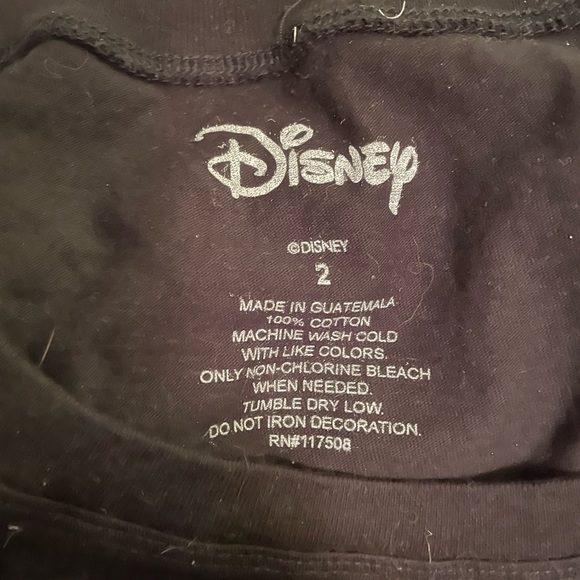 Disney
©DISNEY
2
MADE IN GUATEMALA
100% COTTON
MACHINE WASH COLD
WITH LIKE COLORS.
ONLY NON-CHLORINE BLEACH
WHEN NEEDED.
TUMBLE DRY LOW.
DO NOT IRON DECORATION.
RN#117508